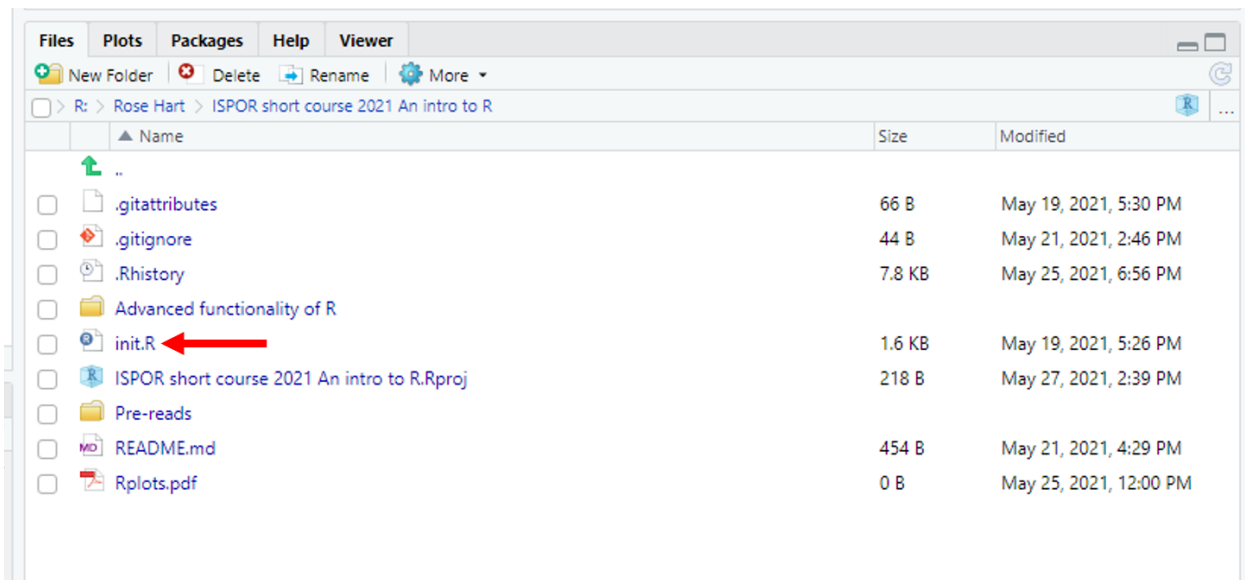 Files Plots Packages Help Viewer
New Folder Delete Rename More
R: > Rose Hart > ISPOR short course 2021 An intro to R R ...
Name Size Modified
..
.gitattributes 66 B May 19, 2021, 5:30 PM
.gitignore 44 B May 21, 2021, 2:46 PM
.Rhistory 7.8 KB May 25, 2021, 6:56 PM
Advanced functionality of R
init.R 1.6 KB May 19, 2021, 5:26 PM
ISPOR short course 2021 An intro to R.Rproj 218 B May 27, 2021, 2:39 PM
Pre-reads
MD README.md 454 B May 21, 2021, 4:29 PM
Rplots.pdf 0 B May 25, 2021, 12:00 PM